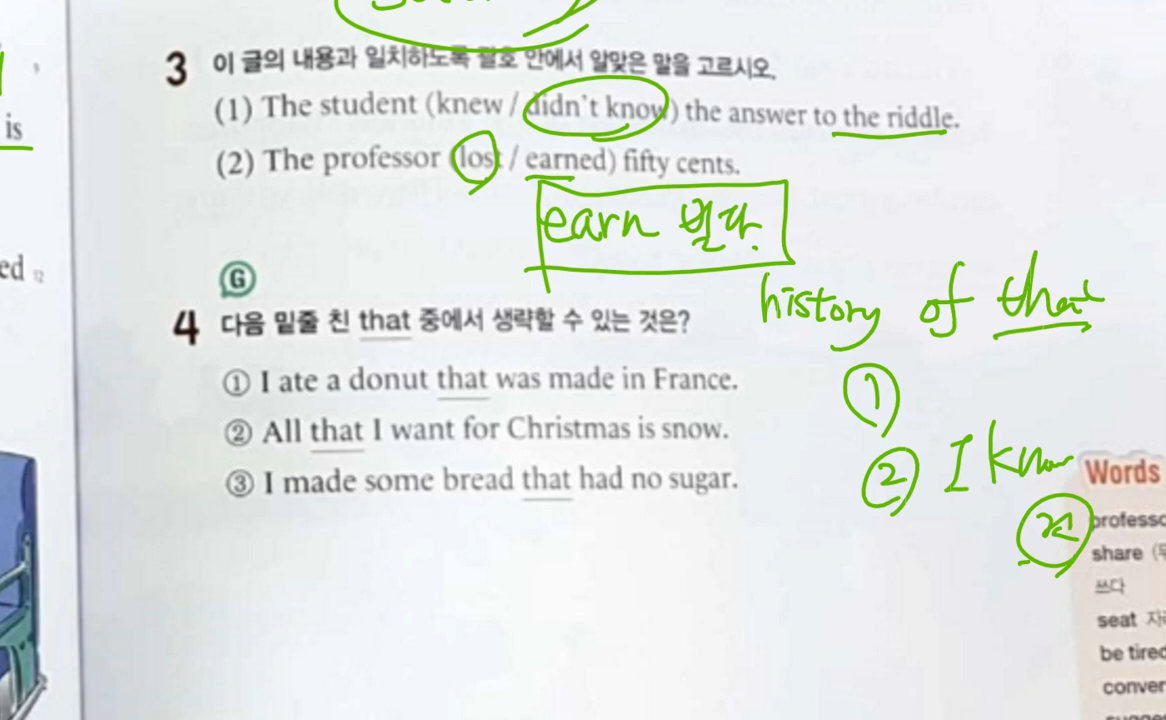 3 이 글의 내용과 일치하도록 괄호 안에서 알맞은 말을 고르시오.
(1) The student (knew / didn't know) the answer to the riddle.
is
(2) The professor (lost / earned) fifty cents.
earn 벌다.
ed
G
history of that
4 다음 밑줄 친 that 중에서 생략할 수 있는 것은?
① I ate a donut that was made in France.
①
② All that I want for Christmas is snow.
② I know
③ I made some bread that had no sugar.
Words
professo
share
쓰다
seat
be tired
conver